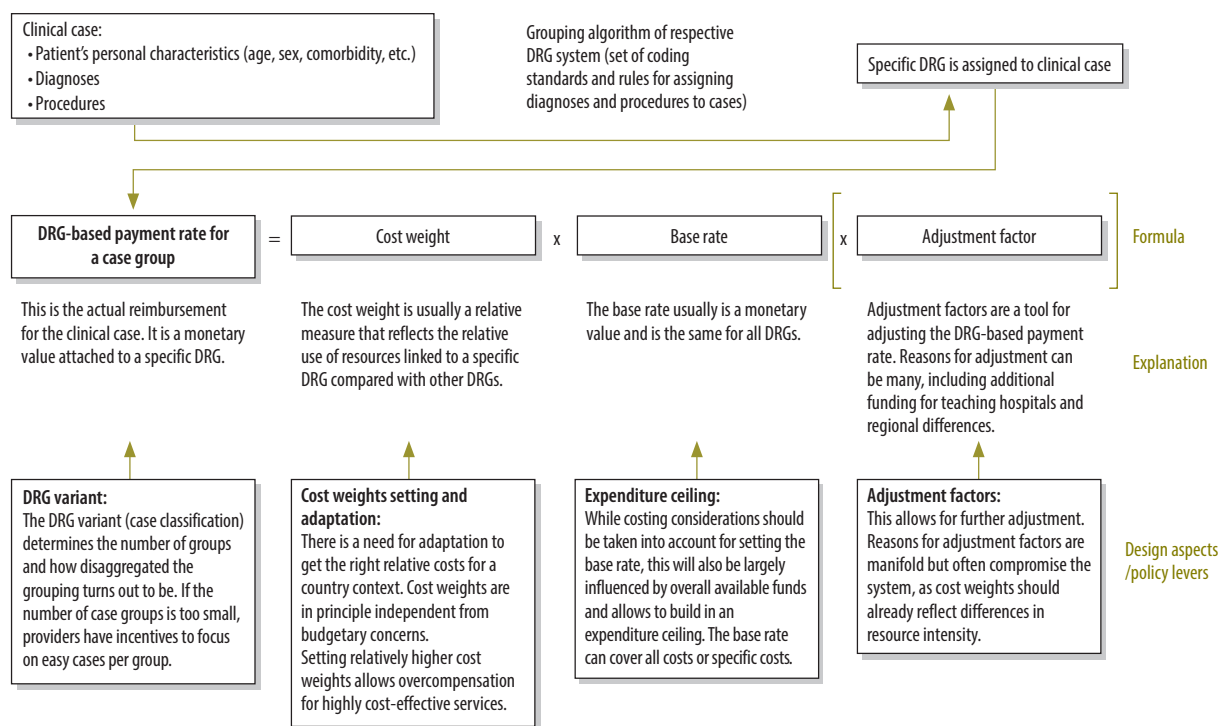 Clinical case:
• Patient's personal characteristics (age, sex, comorbidity, etc.)
• Diagnoses
• Procedures
Grouping algorithm of respective
DRG system (set of coding
standards and rules for assigning
diagnoses and procedures to cases)
Specific DRG is assigned to clinical case
DRG-based payment rate for
a case group
=
Cost weight
x
Base rate
x
Adjustment factor
Formula
This is the actual reimbursement
for the clinical case. It is a monetary
value attached to a specific DRG.
The cost weight is usually a relative
measure that reflects the relative
use of resources linked to a specific
DRG compared with other DRGs.
The base rate usually is a monetary
value and is the same for all DRGs.
Adjustment factors are a tool for
adjusting the DRG-based payment
rate. Reasons for adjustment can
be many, including additional
funding for teaching hospitals and
regional differences.
Explanation
DRG variant:
The DRG variant (case classification)
determines the number of groups
and how disaggregated the
grouping turns out to be. If the
number of case groups is too small,
providers have incentives to focus
on easy cases per group.
Cost weights setting and
adaptation:
There is a need for adaptation to
get the right relative costs for a
country context. Cost weights are
in principle independent from
budgetary concerns.
Setting relatively higher cost
weights allows overcompensation
for highly cost-effective services.
Expenditure ceiling:
While costing considerations should
be taken into account for setting the
base rate, this will also be largely
influenced by overall available funds
and allows to build in an
expenditure ceiling. The base rate
can cover all costs or specific costs.
Adjustment factors:
This allows for further adjustment.
Reasons for adjustment factors are
manifold but often compromise the
system, as cost weights should
already reflect differences in
resource intensity.
Design aspects
/policy levers